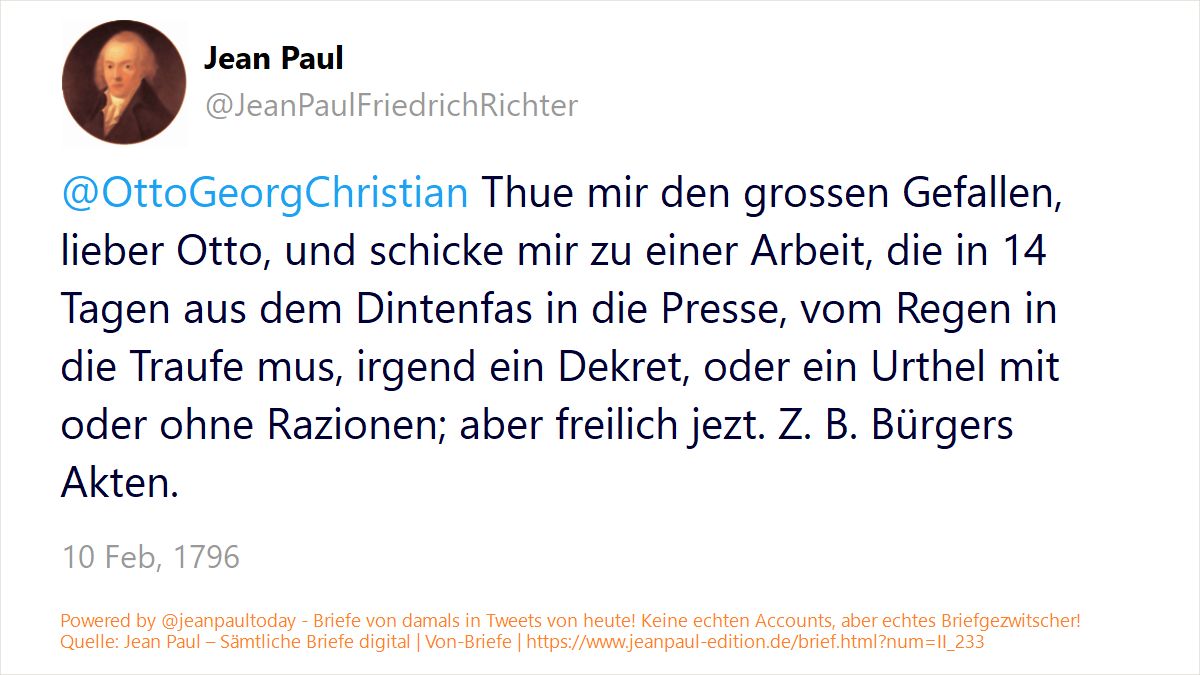 Jean Paul
@JeanPaulFriedrichRichter
@OttoGeorgChristian Thue mir den grossen Gefallen,
lieber Otto, und schicke mir zu einer Arbeit, die in 14
Tagen aus dem Dintenfas in die Presse, vom Regen in
die Traufe mus, irgend ein Dekret, oder ein Urthel mit
oder ohne Razionen; aber freilich jezt. Z. B. Bürgers
Akten.
10 Feb, 1796
Powered by @jeanpaultoday - Briefe von damals in Tweets von heute! Keine echten Accounts, aber echtes Briefgezwitscher!
Quelle: Jean Paul – Sämtliche Briefe digital | Von-Briefe | https://www.jeanpaul-edition.de/brief.html?num=II_233